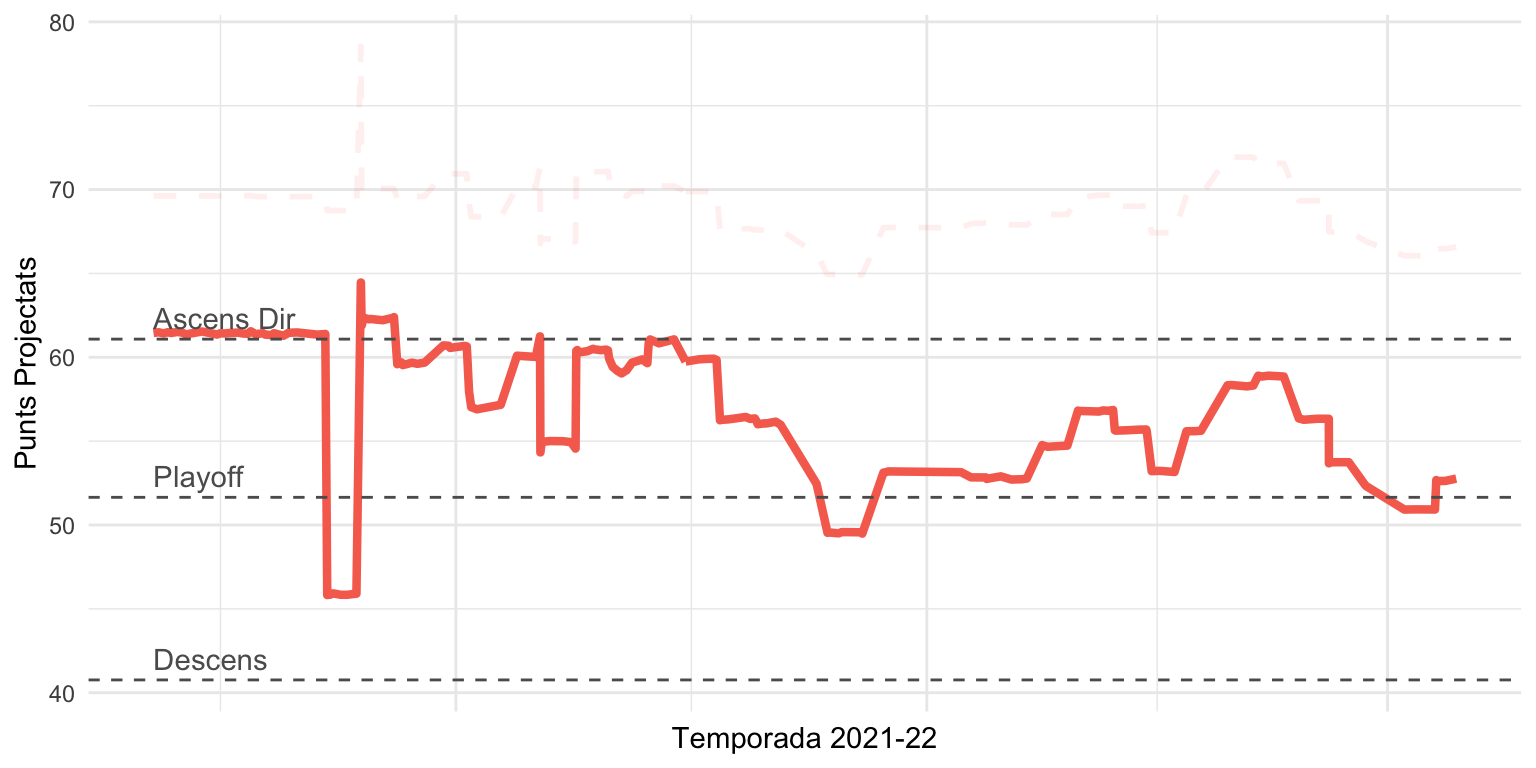 80
70
60
50
40
Punts Projectats
Ascens Dir
Playoff
Descens
Temporada 2021-22